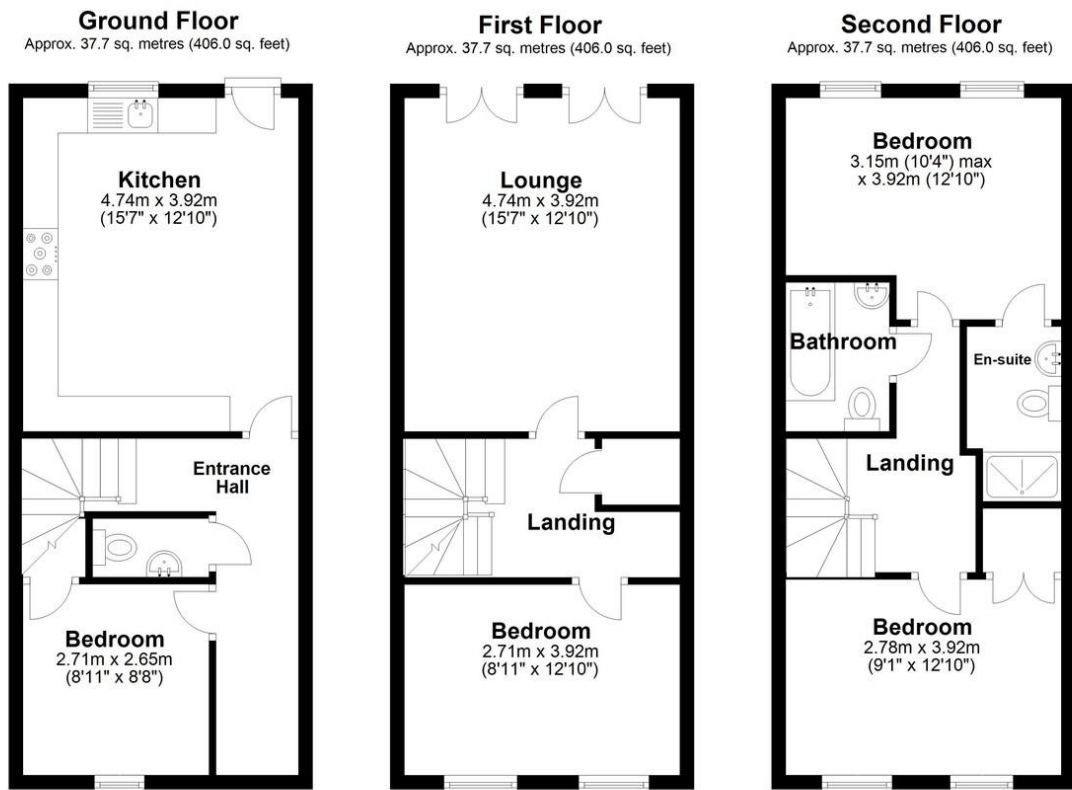 Ground Floor
Approx. 37.7 sq. metres (406.0 sq. feet)
Kitchen
4.74m x 3.92m
(15'7" x 12'10")
Entrance
Hall
Bedroom
2.71m x 2.65m
(8'11" x 8'8")
First Floor
Approx. 37.7 sq. metres (406.0 sq. feet)
Lounge
4.74m x 3.92m
(15'7" x 12'10")
Landing
Bedroom
2.71m x 3.92m
(8'11" x 12'10")
Second Floor
Approx. 37.7 sq. metres (406.0 sq. feet)
Bedroom
3.15m (10'4") max
x 3.92m (12'10")
Bathroom
En-suite
Landing
Bedroom
2.78m x 3.92m
(9'1" x 12'10")